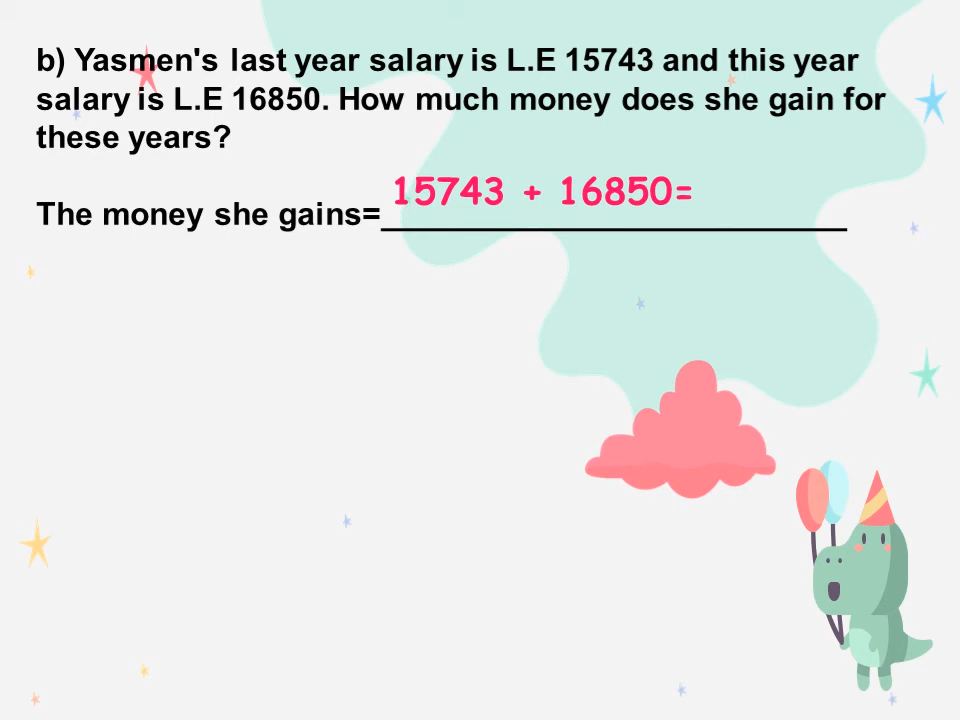 b) Yasmen's last year salary is L.E 15743 and this year
salary is L.E 16850. How much money does she gain for
these years?
15743 + 16850=
The money she gains=__________________________